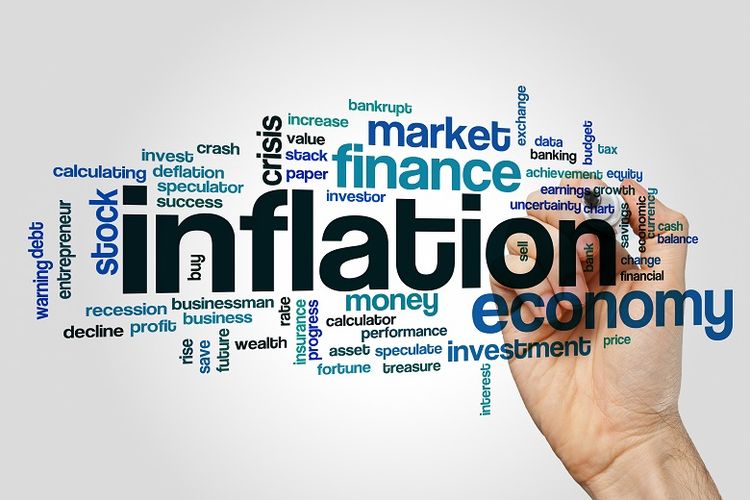 bankrupt
exchange
increase
crisis
market
value
data
budget
tax
crash
invest
stack
banking
finance
calculating
deflation
paper
achievement
equity
speculator
earnings
growth
success
investor
uncertainty
chart
stock
inflation
savings
economic
currency
cash
balance
entrepreneur
debt
warning
buy
sell
bank
change
financial
recession
businessman
rate
money
economy
decline
profit
business
insurance
progress
calculator
performance
rise
save
future
wealth
asset
speculate
investment
price
fortune
treasure
interest